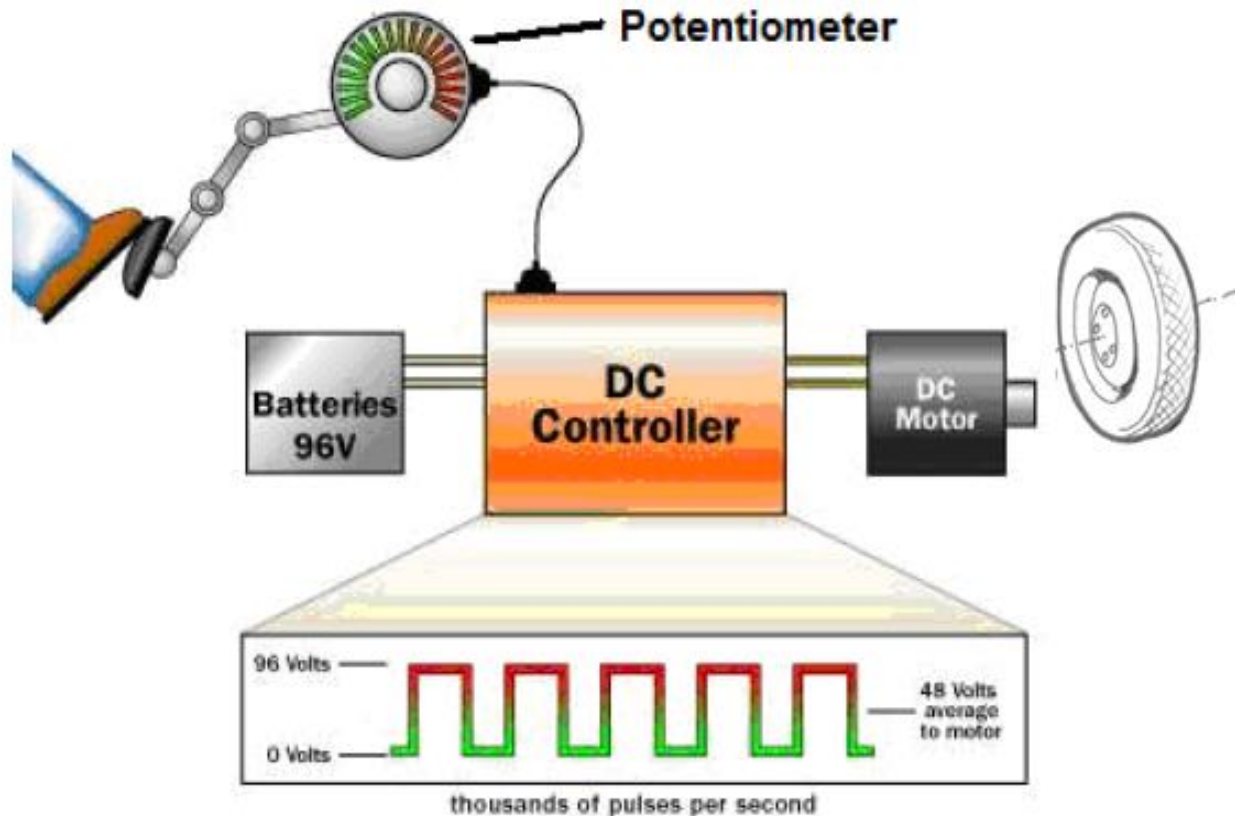 Potentiometer
Batteries
96V
DC
Controller
DC
Motor
96 Volts
0 Volts
48 Volts
average
to motor
thousands of pulses per second